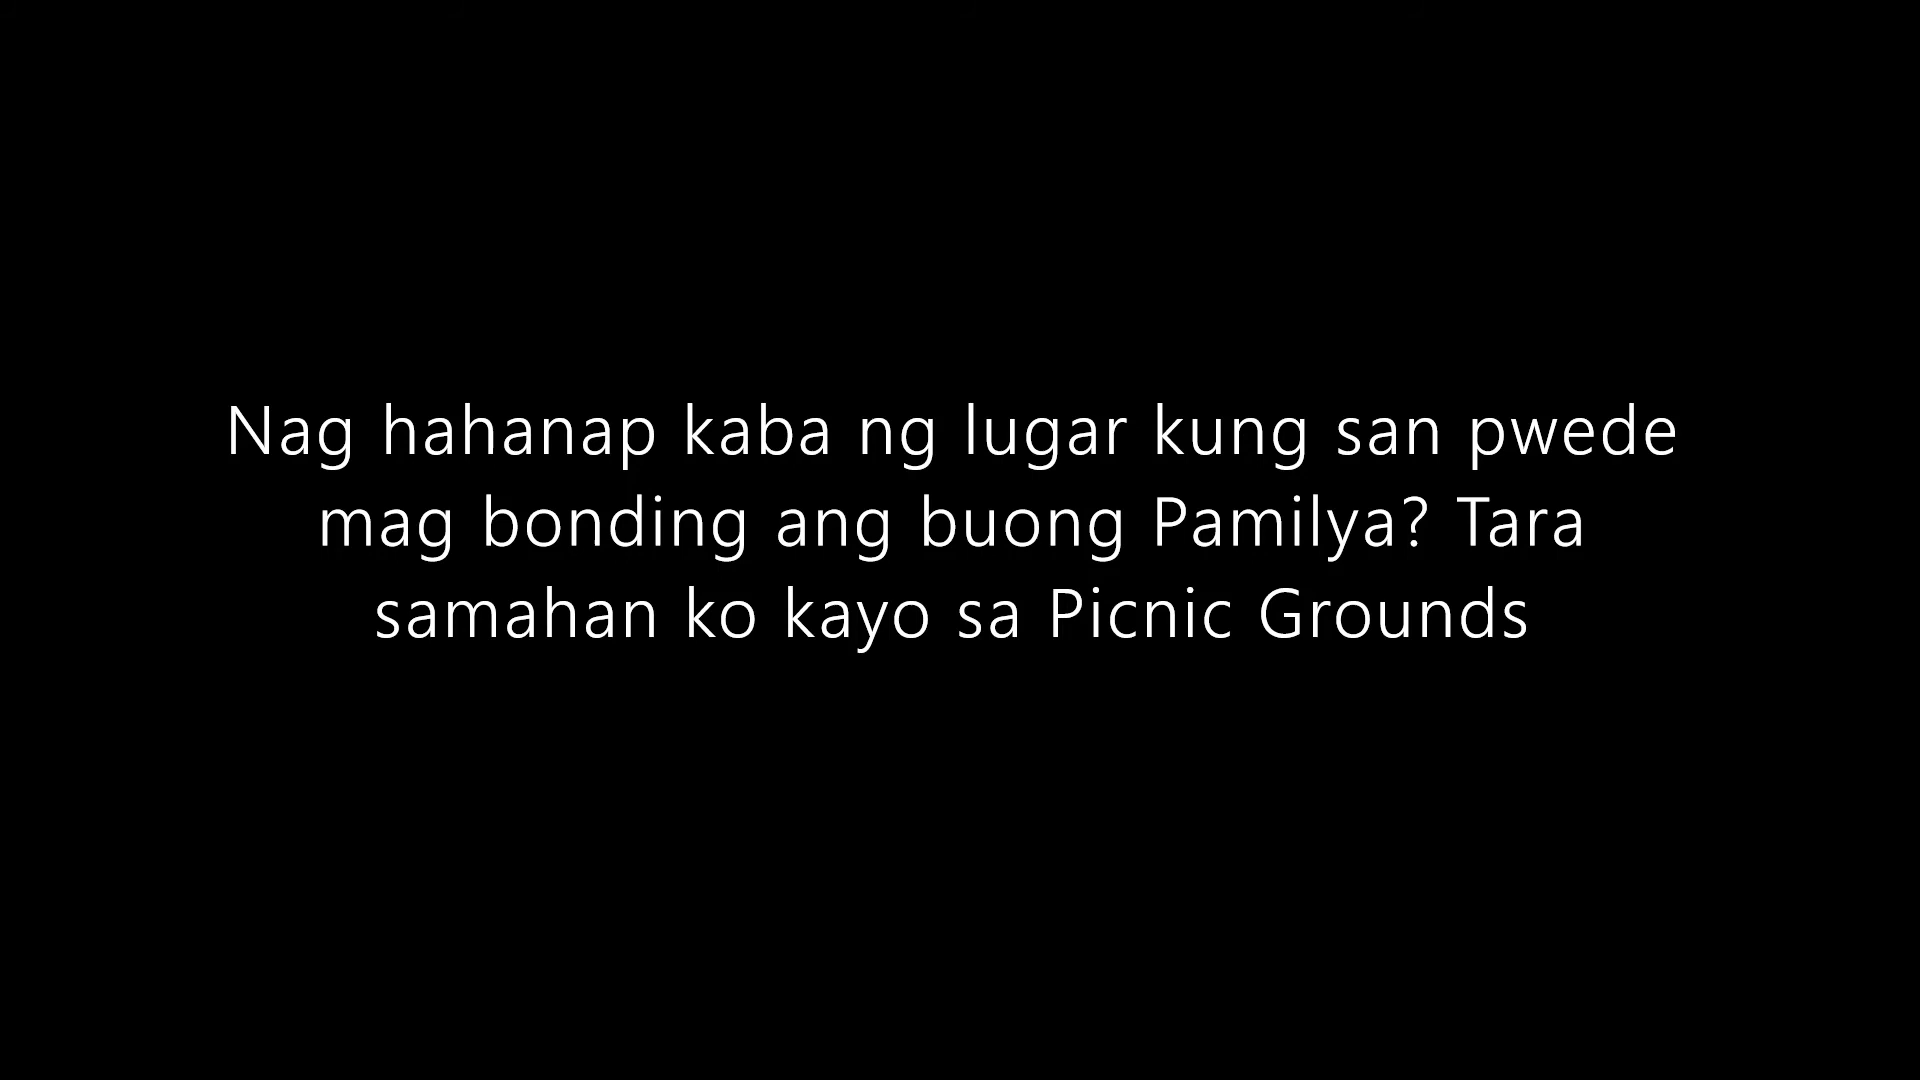 Nag hahanap kaba ng lugar kung san pwede
mag bonding ang buong Pamilya? Tara
samahan ko kayo sa Picnic Grounds